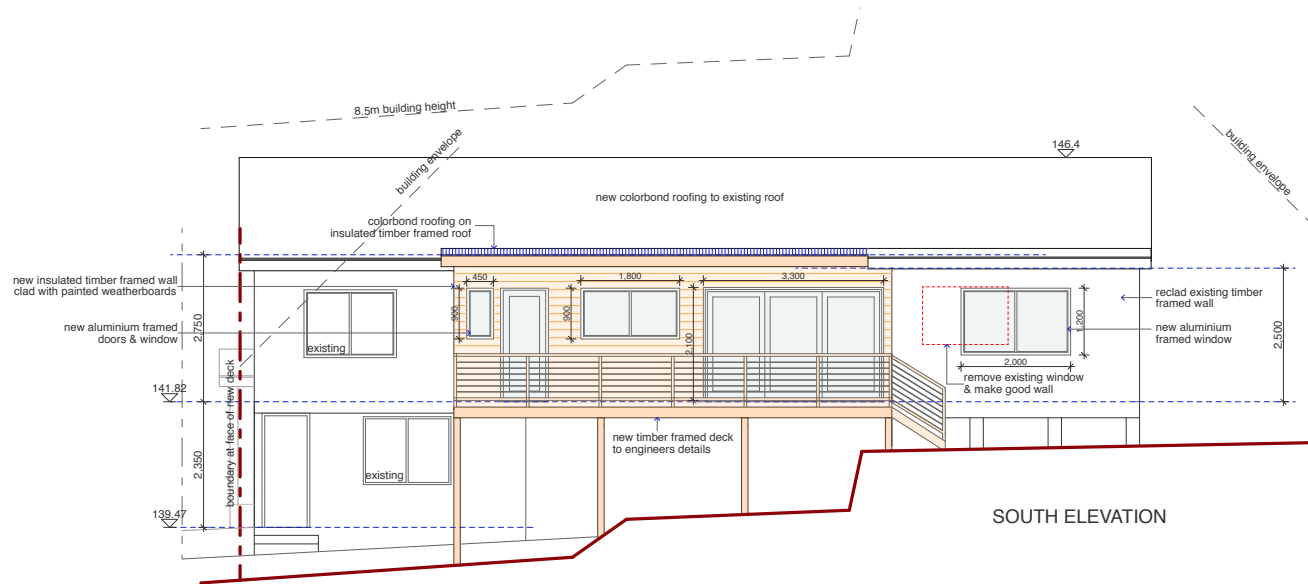 8.5m building height
building envelope
building envelope
146.4
new colorbond roofing to existing roof
colorbond roofing on
insulated timber framed roof
new insulated timber framed wall
clad with painted weatherboards
450
1,800
3,300
900
900
2,100
reclad existing timber
framed wall
new aluminium framed
doors & window
existing
1,200
new aluminium
framed window
2,750
2,500
2,000
remove existing window
& make good wall
141.82
boundary at face of new deck
new timber framed deck
to engineers details
2,350
existing
139.47
SOUTH ELEVATION